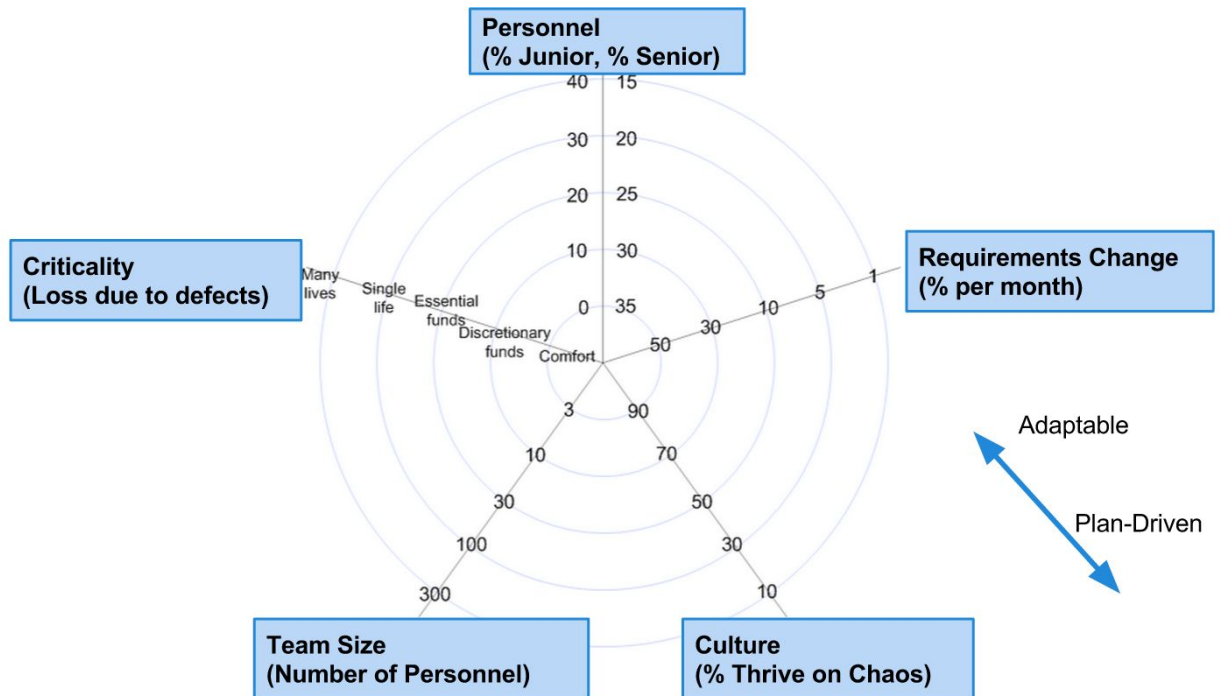 Personnel
(% Junior, % Senior)
40 15
30 20
20 25
10 30
0 35
Criticality
(Loss due to defects)
Many
lives
Single
life
Essential
funds
Discretionary
funds
Comfort
Requirements Change
(% per month)
50
30
10
5
1
3
10
30
100
300
90
70
50
30
10
Adaptable
Plan-Driven
Team Size
(Number of Personnel)
Culture
(% Thrive on Chaos)